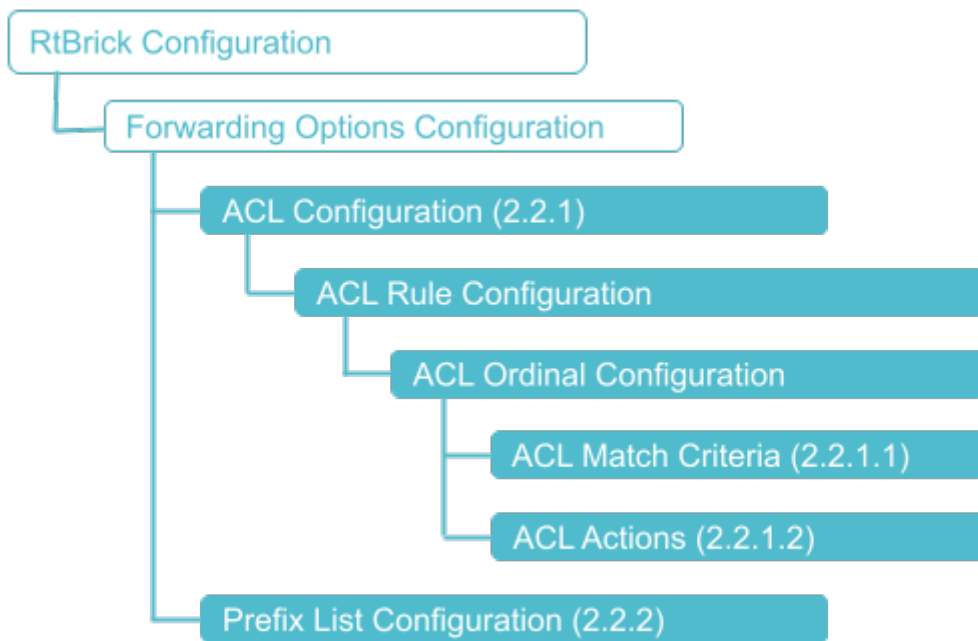 RtBrick Configuration
Forwarding Options Configuration
ACL Configuration (2.2.1)
ACL Rule Configuration
ACL Ordinal Configuration
ACL Match Criteria (2.2.1.1)
ACL Actions (2.2.1.2)
Prefix List Configuration (2.2.2)